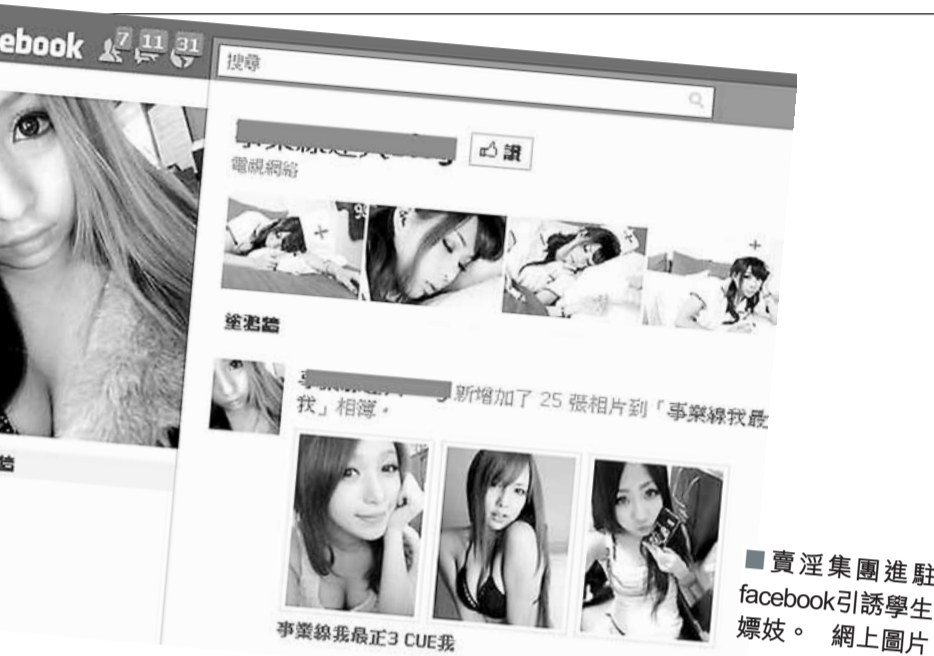 ebook 7 11 31
搜尋
讚
電視網絡
塗鴉牆
新增加了 25 張相片到「事業線我最
我」相簿。
牆
事業線我最正3 CUE我
■賣淫集團進駐
facebook引誘學生
嫖妓。 網上圖片